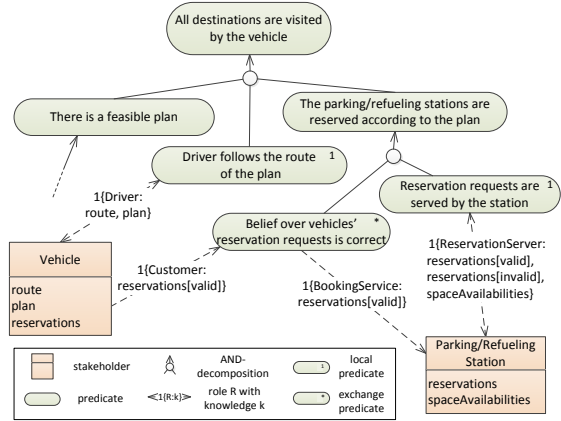 All destinations are visited
by the vehicle
There is a feasible plan
The parking/refueling stations are
reserved according to the plan
Driver follows the route 1
of the plan
Reservation requests are 1
served by the station
1{Driver:
route, plan}
Belief over vehicles' *
reservation requests is correct
Vehicle
route
plan
reservations
1{Customer:
reservations[valid]}
1{BookingService:
reservations[valid]}
1{ReservationServer:
reservations[valid],
reservations[invalid],
spaceAvailabilities}
Parking/Refueling
Station
reservations
spaceAvailabilities
stakeholder
AND-
decomposition
1
local
predicate
predicate
1{R:k}
role R with
knowledge k
*
exchange
predicate